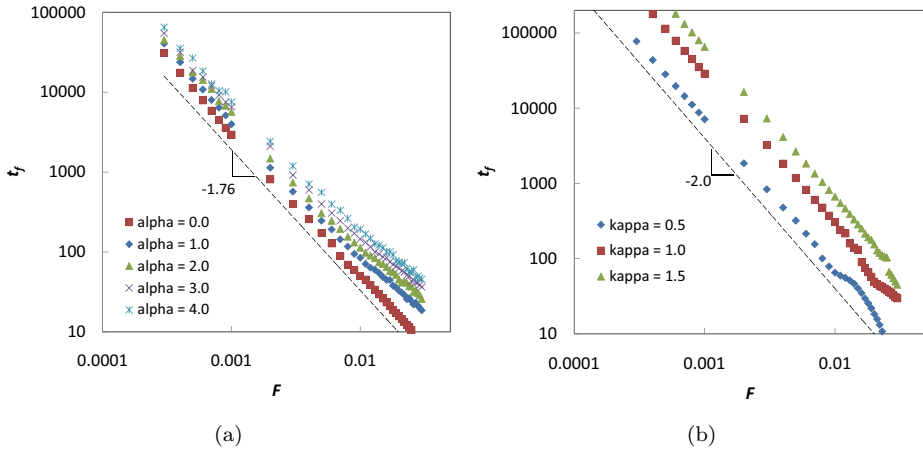 100000
10000
1000
100
10
t_f
-1.76
alpha = 0.0
alpha = 1.0
alpha = 2.0
alpha = 3.0
alpha = 4.0
0.0001
0.001
0.01
F
(a)
100000
10000
1000
100
10
t_f
-2.0
kappa = 0.5
kappa = 1.0
kappa = 1.5
0.0001
0.001
0.01
F
(b)